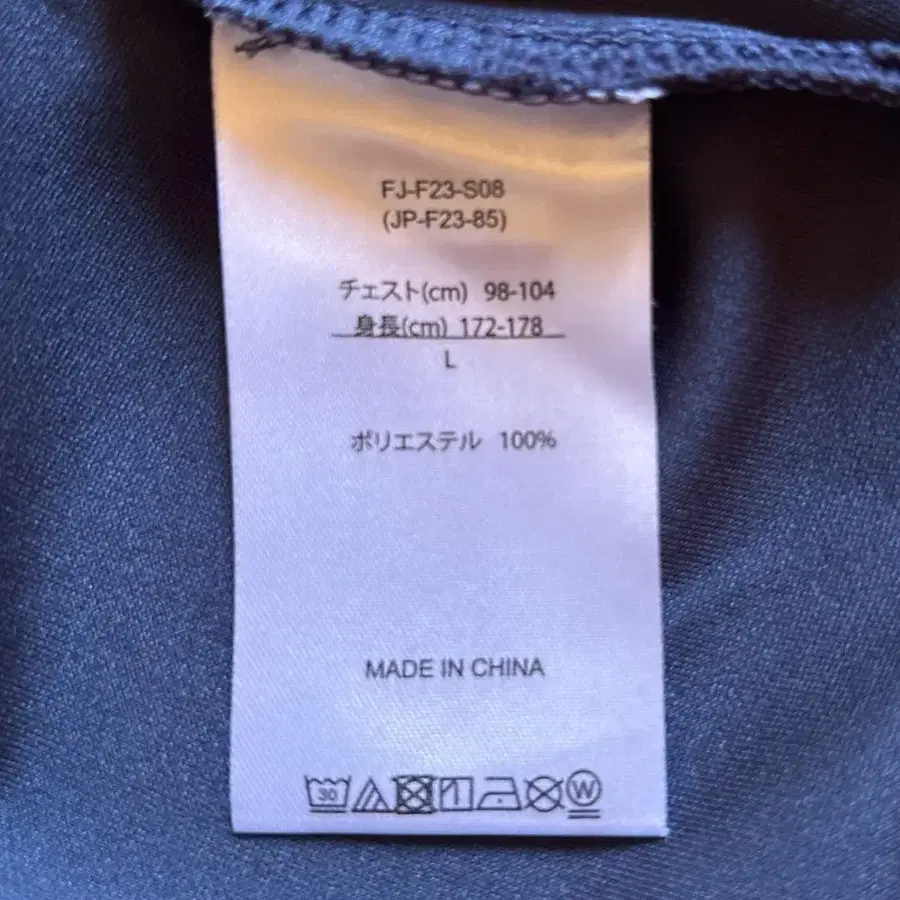 FJ-F23-S08
(JP-F23-85)
チェスト(cm) 98-104
身長(cm) 172-178
L
ポリエステル 100%
MADE IN CHINA
30 W